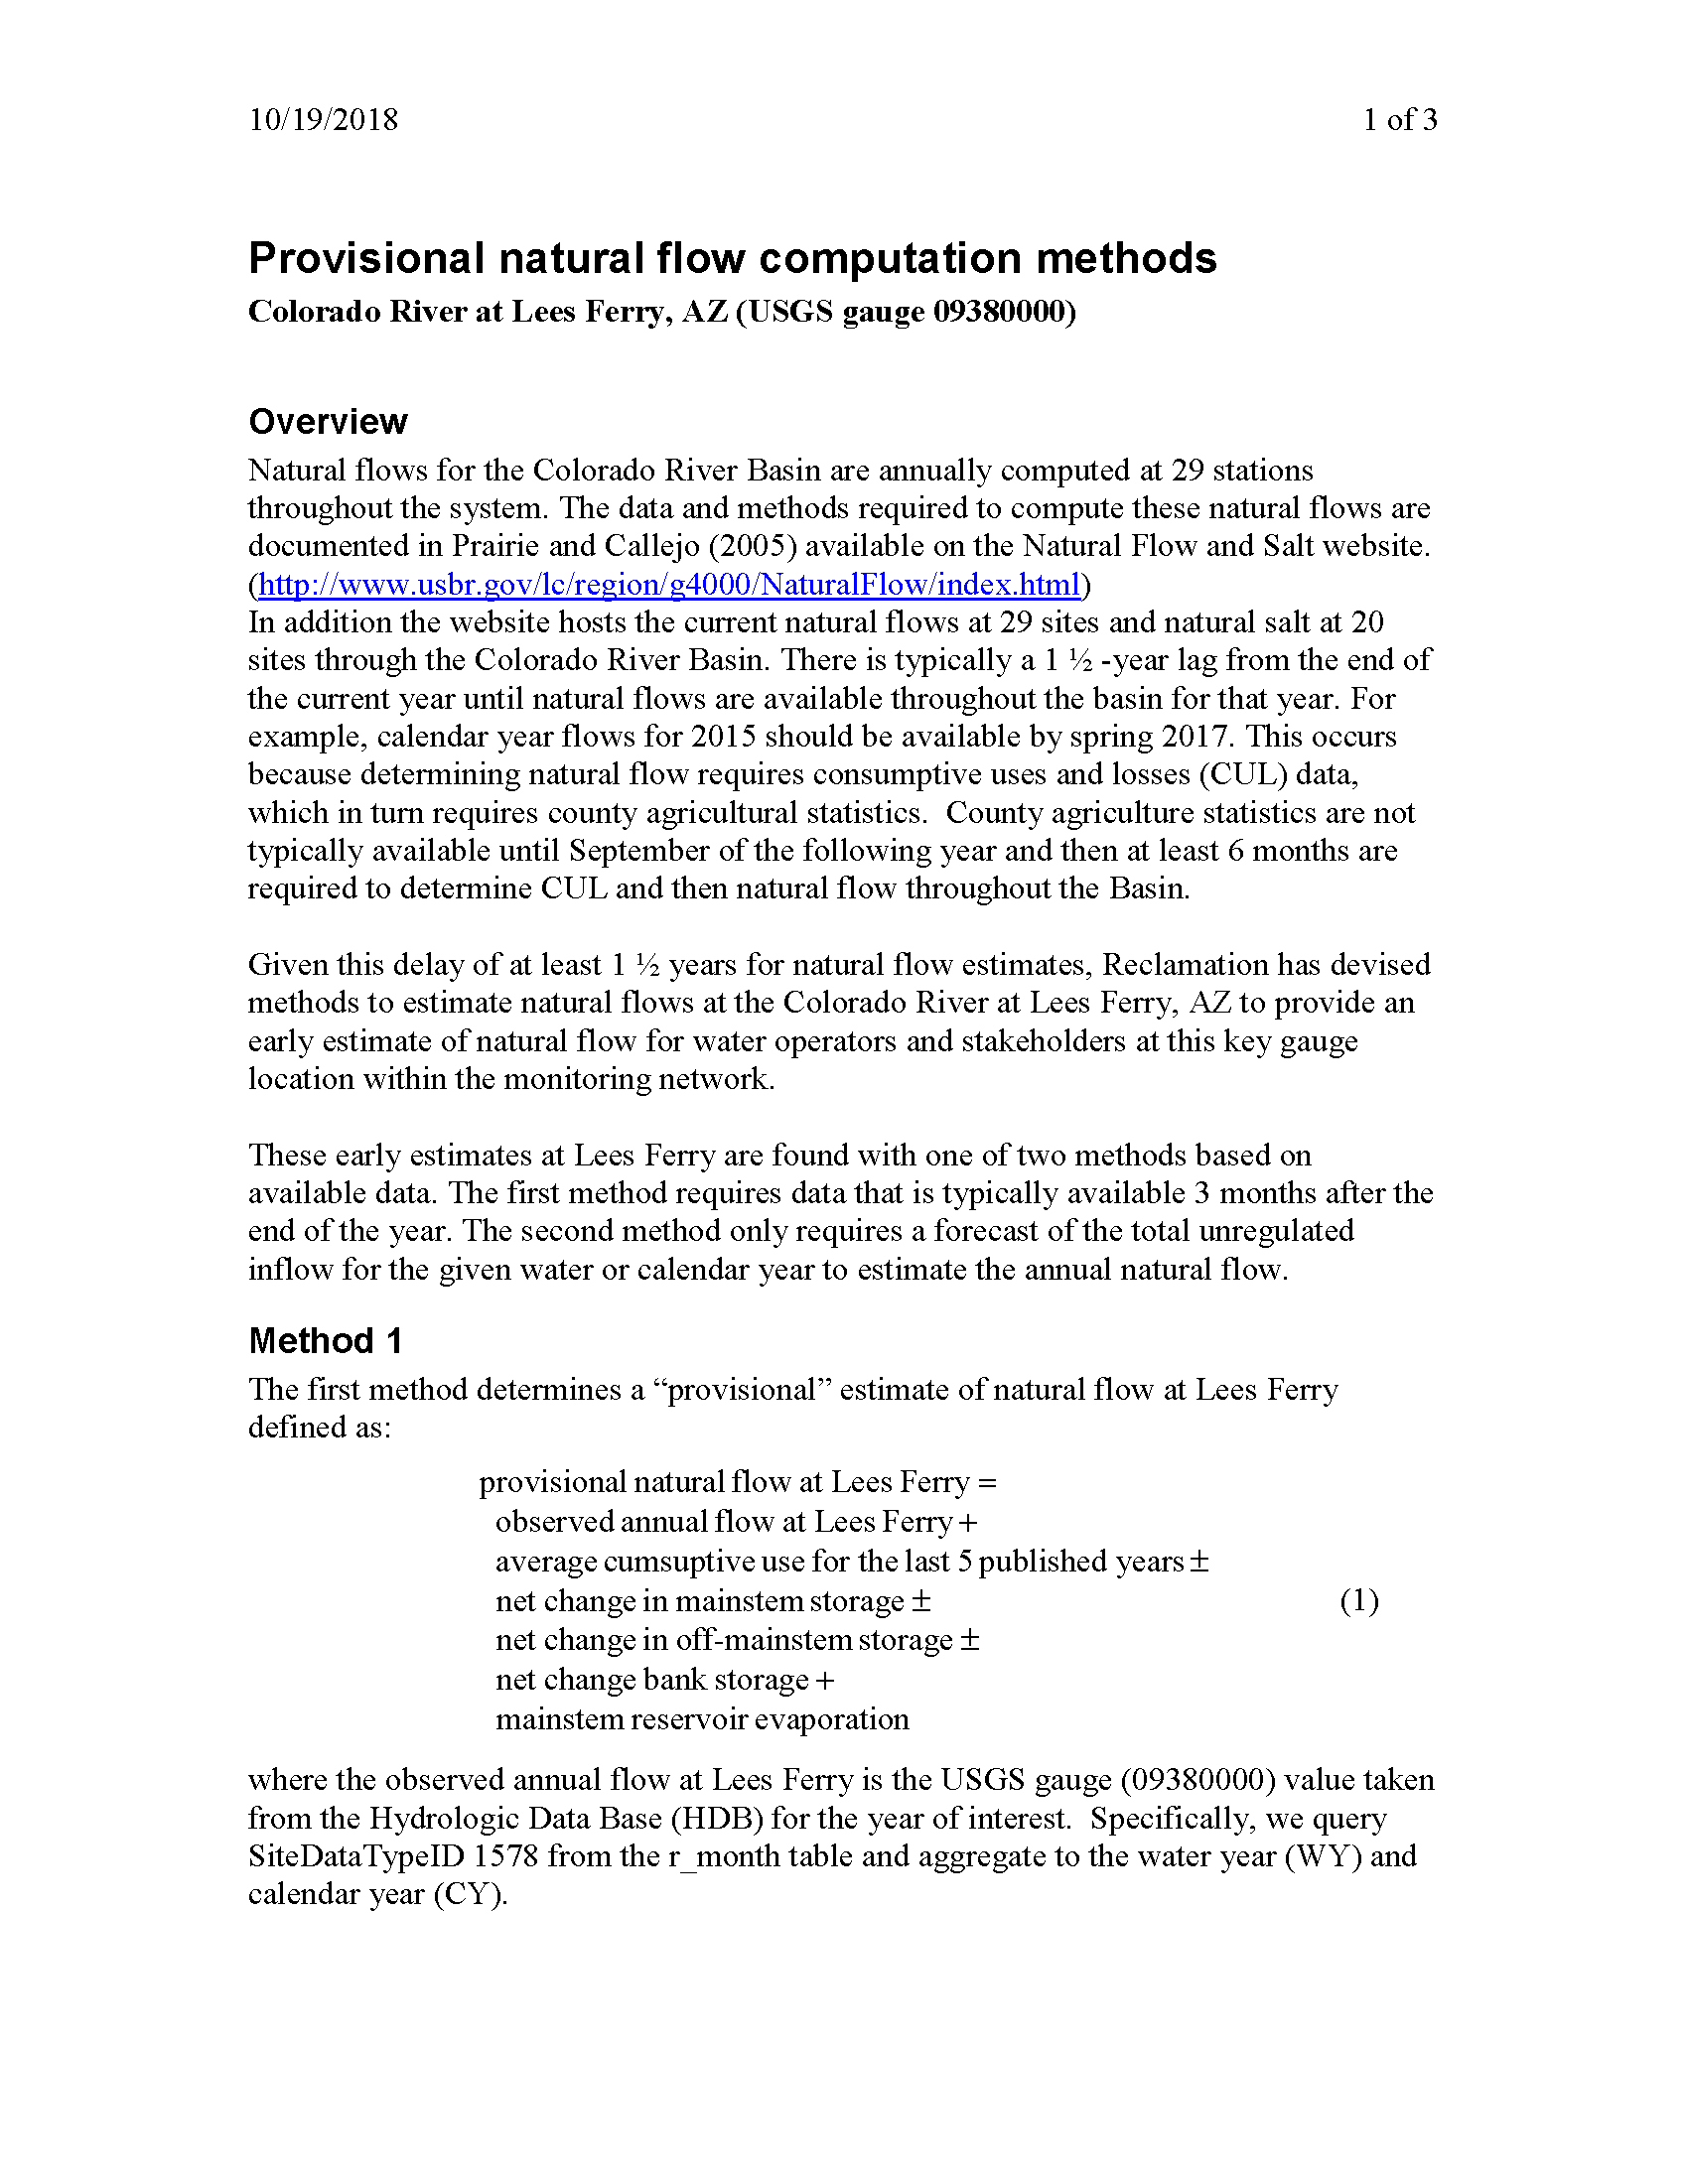 10/19/2018 1 of 3
Provisional natural flow computation methods
Colorado River at Lees Ferry, AZ (USGS gauge 09380000)
Overview
Natural flows for the Colorado River Basin are annually computed at 29 stations
throughout the system. The data and methods required to compute these natural flows are
documented in Prairie and Callejo (2005) available on the Natural Flow and Salt website.
(http://www.usbr.gov/lc/region/g4000/NaturalFlow/index.html)
In addition the website hosts the current natural flows at 29 sites and natural salt at 20
sites through the Colorado River Basin. There is typically a 1 ½ -year lag from the end of
the current year until natural flows are available throughout the basin for that year. For
example, calendar year flows for 2015 should be available by spring 2017. This occurs
because determining natural flow requires consumptive uses and losses (CUL) data,
which in turn requires county agricultural statistics.  County agriculture statistics are not
typically available until September of the following year and then at least 6 months are
required to determine CUL and then natural flow throughout the Basin.
Given this delay of at least 1 ½ years for natural flow estimates, Reclamation has devised
methods to estimate natural flows at the Colorado River at Lees Ferry, AZ to provide an
early estimate of natural flow for water operators and stakeholders at this key gauge
location within the monitoring network.
These early estimates at Lees Ferry are found with one of two methods based on
available data. The first method requires data that is typically available 3 months after the
end of the year. The second method only requires a forecast of the total unregulated
inflow for the given water or calendar year to estimate the annual natural flow.
Method 1
The first method determines a “provisional” estimate of natural flow at Lees Ferry
defined as:
provisional natural flow at Lees Ferry =
observed annual flow at Lees Ferry +
average cumsuptive use for the last 5 published years ±
net change in mainstem storage ± (1)
net change in off-mainstem storage ±
net change bank storage +
mainstem reservoir evaporation
where the observed annual flow at Lees Ferry is the USGS gauge (09380000) value taken
from the Hydrologic Data Base (HDB) for the year of interest.  Specifically, we query
SiteDataTypeID 1578 from the r_month table and aggregate to the water year (WY) and
calendar year (CY).